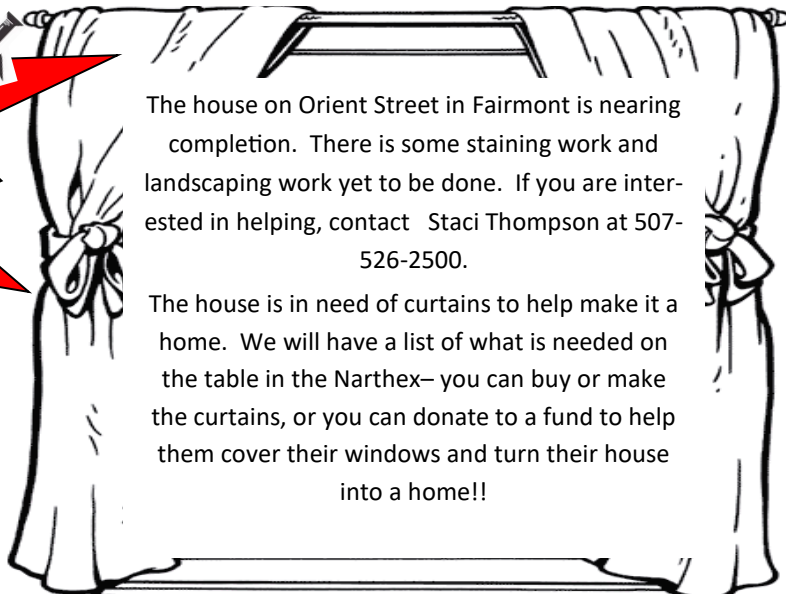 The house on Orient Street in Fairmont is nearing
completion.  There is some staining work and
landscaping work yet to be done.  If you are inter-
ested in helping, contact   Staci Thompson at 507-
526-2500.
The house is in need of curtains to help make it a
home.  We will have a list of what is needed on
the table in the Narthex– you can buy or make
the curtains, or you can donate to a fund to help
them cover their windows and turn their house
into a home!!